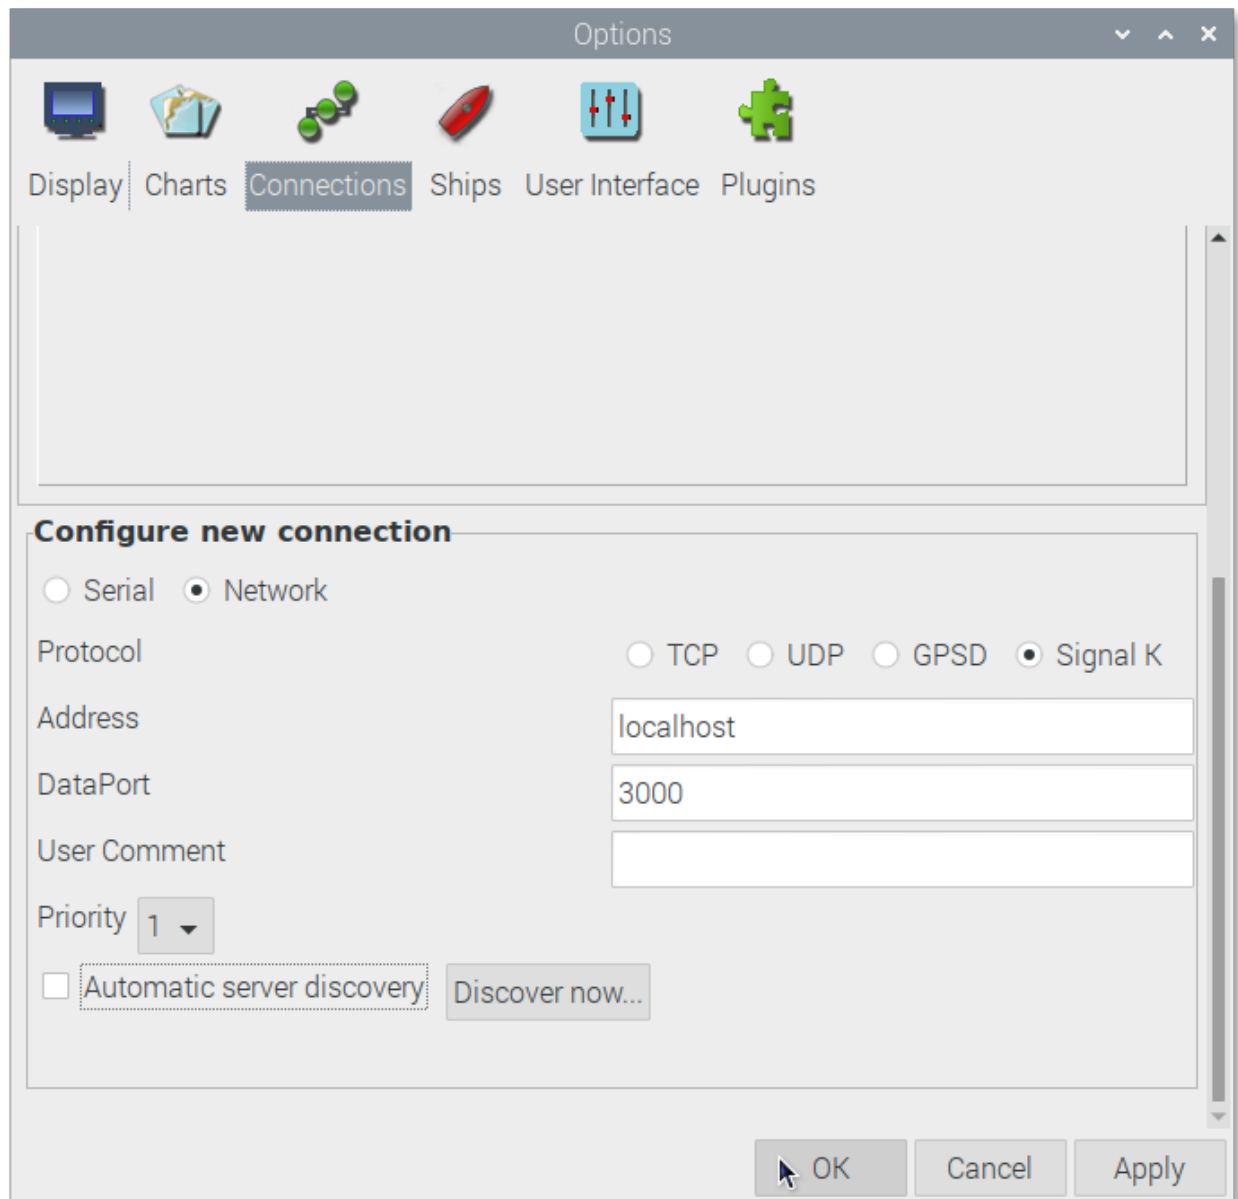 Options
Display Charts Connections Ships User Interface Plugins
Configure new connection
Serial Network
Protocol TCP UDP GPSD Signal K
Address localhost
DataPort 3000
User Comment
Priority 1
Automatic server discovery Discover now...
OK Cancel Apply